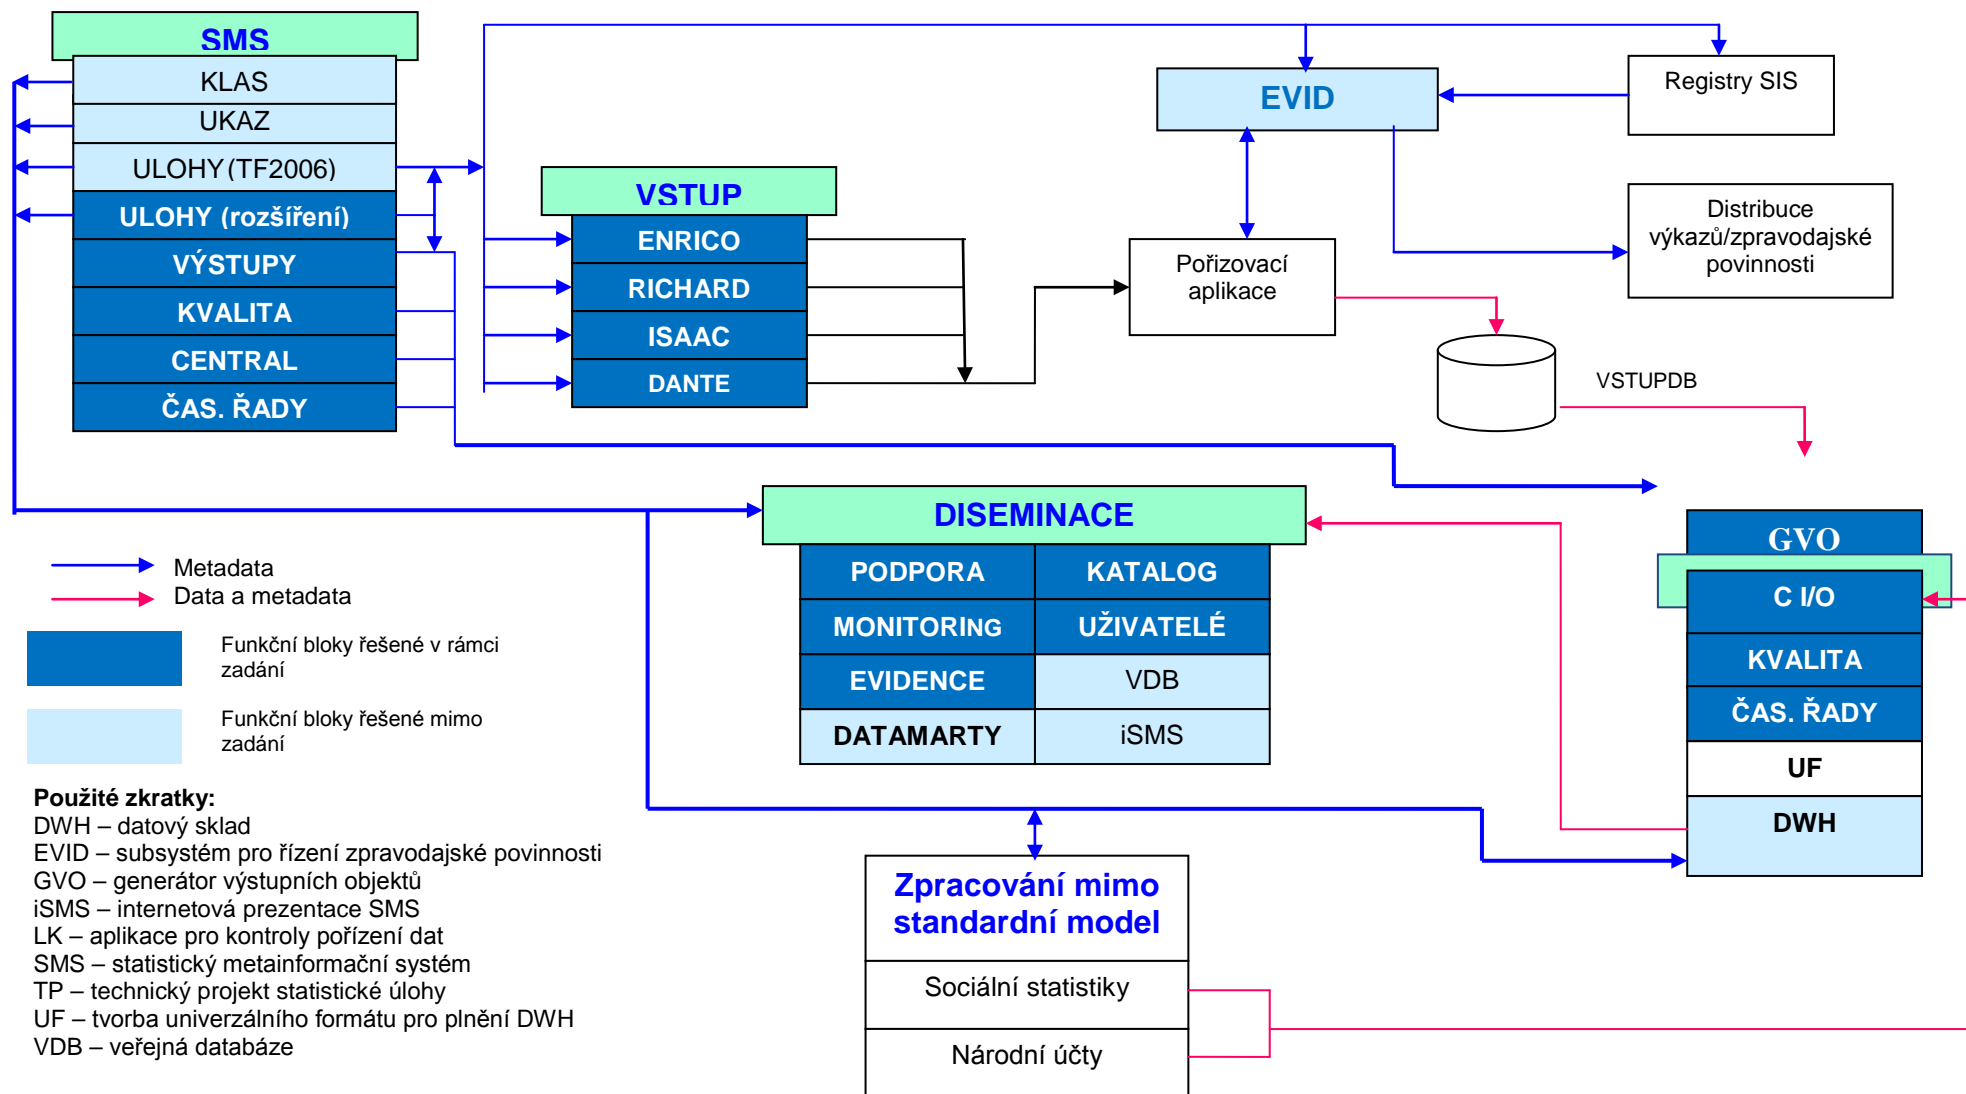 SMS
KLAS
UKAZ
ULOHY (TF2006)
ULOHY (rozšíření)
VÝSTUPY
KVALITA
CENTRAL
ČAS. ŘADY
VSTUP
ENRICO
RICHARD
ISAAC
DANTE
EVID
Registry SIS
Pořizovací
aplikace
Distribuce
výkazů/zpravodajské
povinnosti
VSTUPDB
DISEMINACE
PODPORA
KATALOG
MONITORING
UŽIVATELÉ
EVIDENCE
VDB
DATAMARTY
iSMS
GVO
C I/O
KVALITA
ČAS. ŘADY
UF
DWH
Zpracování mimo
standardní model
Sociální statistiky
Národní účty
Metadata
Data a metadata
Funkční bloky řešené v rámci
zadání
Funkční bloky řešené mimo
zadání
Použité zkratky:
DWH – datový sklad
EVID – subsystém pro řízení zpravodajské povinnosti
GVO – generátor výstupních objektů
iSMS – internetová prezentace SMS
LK – aplikace pro kontroly pořízení dat
SMS – statistický metainformační systém
TP – technický projekt statistické úlohy
UF – tvorba univerzálního formátu pro plnění DWH
VDB – veřejná databáze